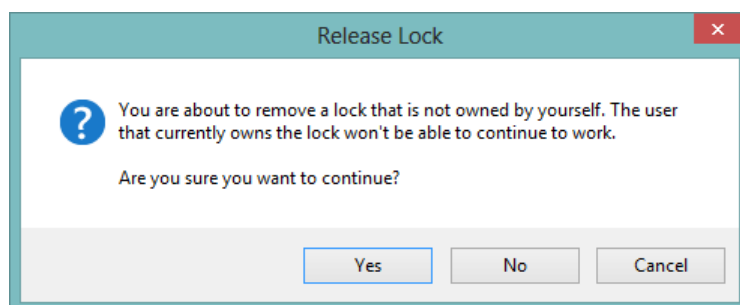 Release Lock
You are about to remove a lock that is not owned by yourself. The user
that currently owns the lock won't be able to continue to work.
Are you sure you want to continue?
Yes
No
Cancel